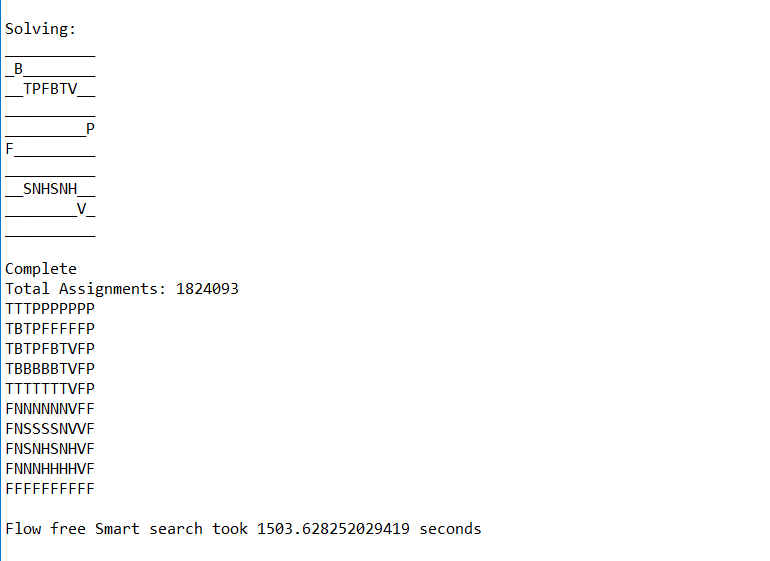 Solving:
__________
_B________
__TPFBTV__
__________
_________P
F_________
__________
__SNHSNH__
________V_
__________
Complete
Total Assignments: 1824093
TTTPPPPPPP
TBTPFFFFFP
TBTPFBTVFP
TBBBBBTVFP
TTTTTTTVFP
FNNNNNNVFF
FNSSSSNVVF
FNSNHSNHVF
FNNNHHHHVF
FFFFFFFFFF
Flow free Smart search took 1503.628252029419 seconds